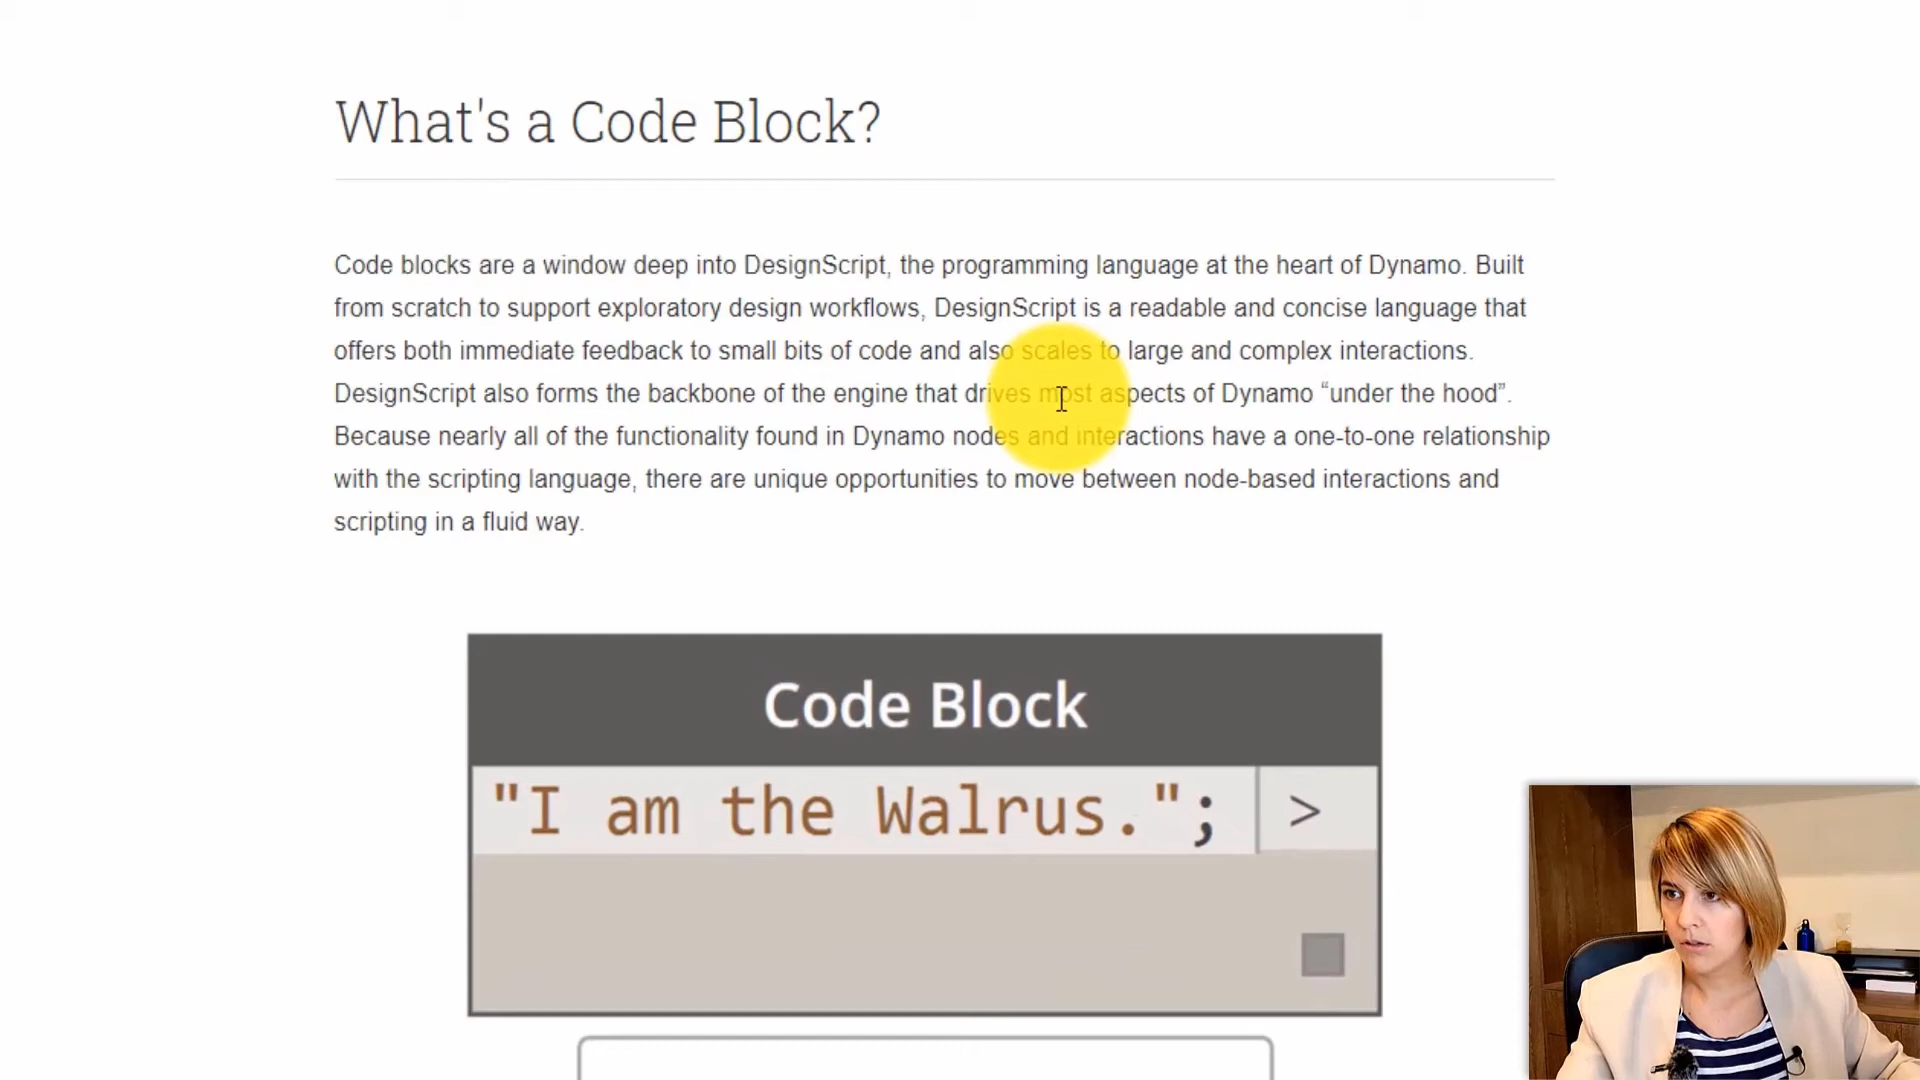 What's a Code Block?
Code blocks are a window deep into DesignScript, the programming language at the heart of Dynamo. Built
from scratch to support exploratory design workflows, DesignScript is a readable and concise language that
offers both immediate feedback to small bits of code and also scales to large and complex interactions.
DesignScript also forms the backbone of the engine that drives most aspects of Dynamo “under the hood”.
Because nearly all of the functionality found in Dynamo nodes and interactions have a one-to-one relationship
with the scripting language, there are unique opportunities to move between node-based interactions and
scripting in a fluid way.
Code Block
"I am the Walrus."; >